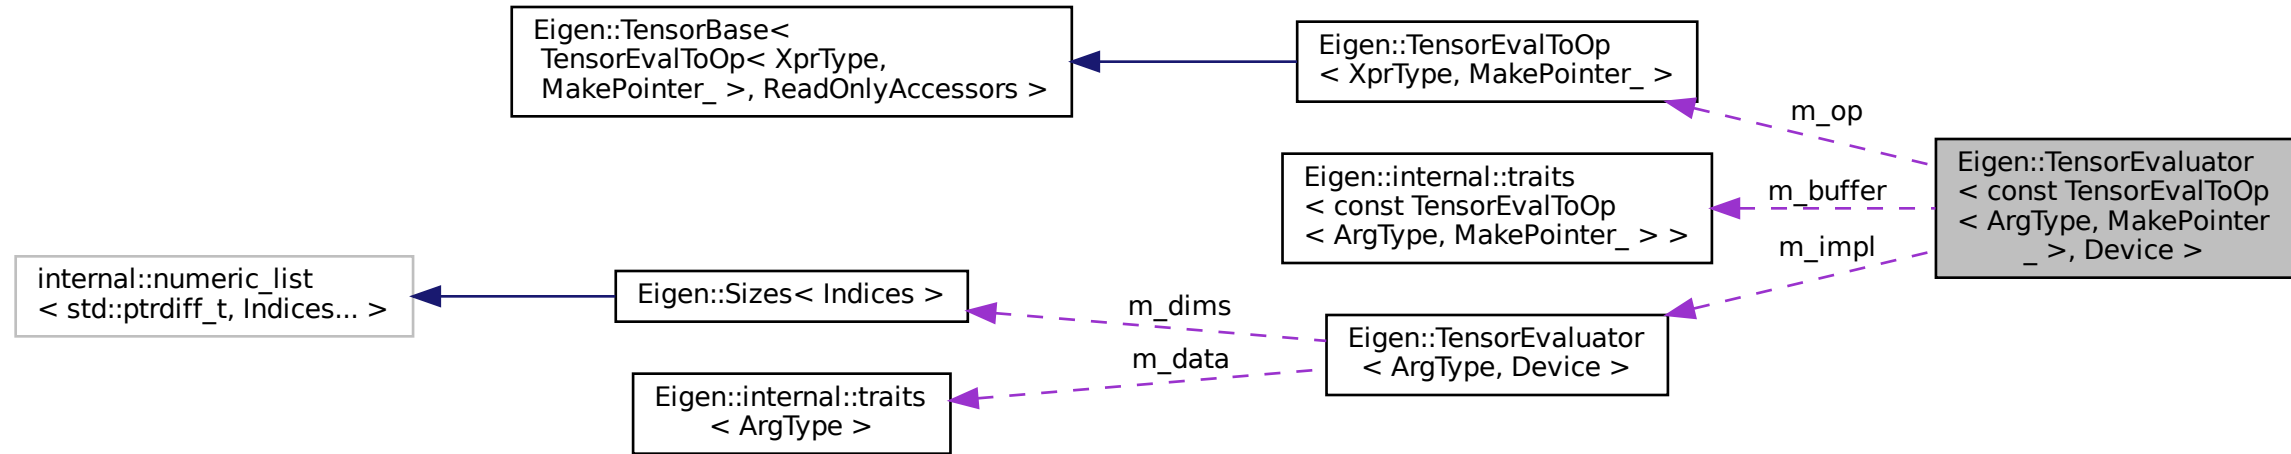 Eigen::TensorBase<
TensorEvalToOp< XprType,
MakePointer_ >, ReadOnlyAccessors >
Eigen::TensorEvalToOp
< XprType, MakePointer_ >
m_op
Eigen::TensorEvaluator
< const TensorEvalToOp
< ArgType, MakePointer
_ >, Device >
Eigen::internal::traits
< const TensorEvalToOp
< ArgType, MakePointer_ > >
m_buffer
m_impl
internal::numeric_list
< std::ptrdiff_t, Indices... >
Eigen::Sizes< Indices >
m_dims
Eigen::TensorEvaluator
< ArgType, Device >
m_data
Eigen::internal::traits
< ArgType >